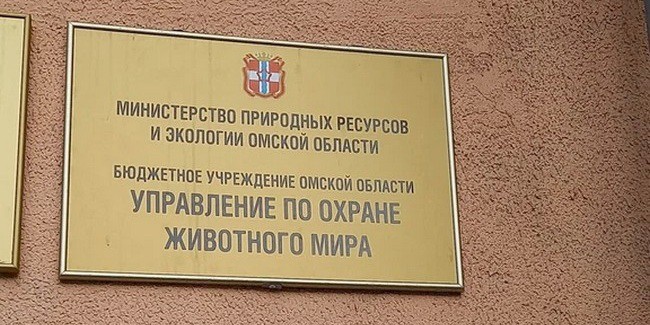 МИНИСТЕРСТВО ПРИРОДНЫХ РЕСУРСОВ
И ЭКОЛОГИИ ОМСКОЙ ОБЛАСТИ
БЮДЖЕТНОЕ УЧРЕЖДЕНИЕ ОМСКОЙ ОБЛАСТИ
УПРАВЛЕНИЕ ПО ОХРАНЕ
ЖИВОТНОГО МИРА